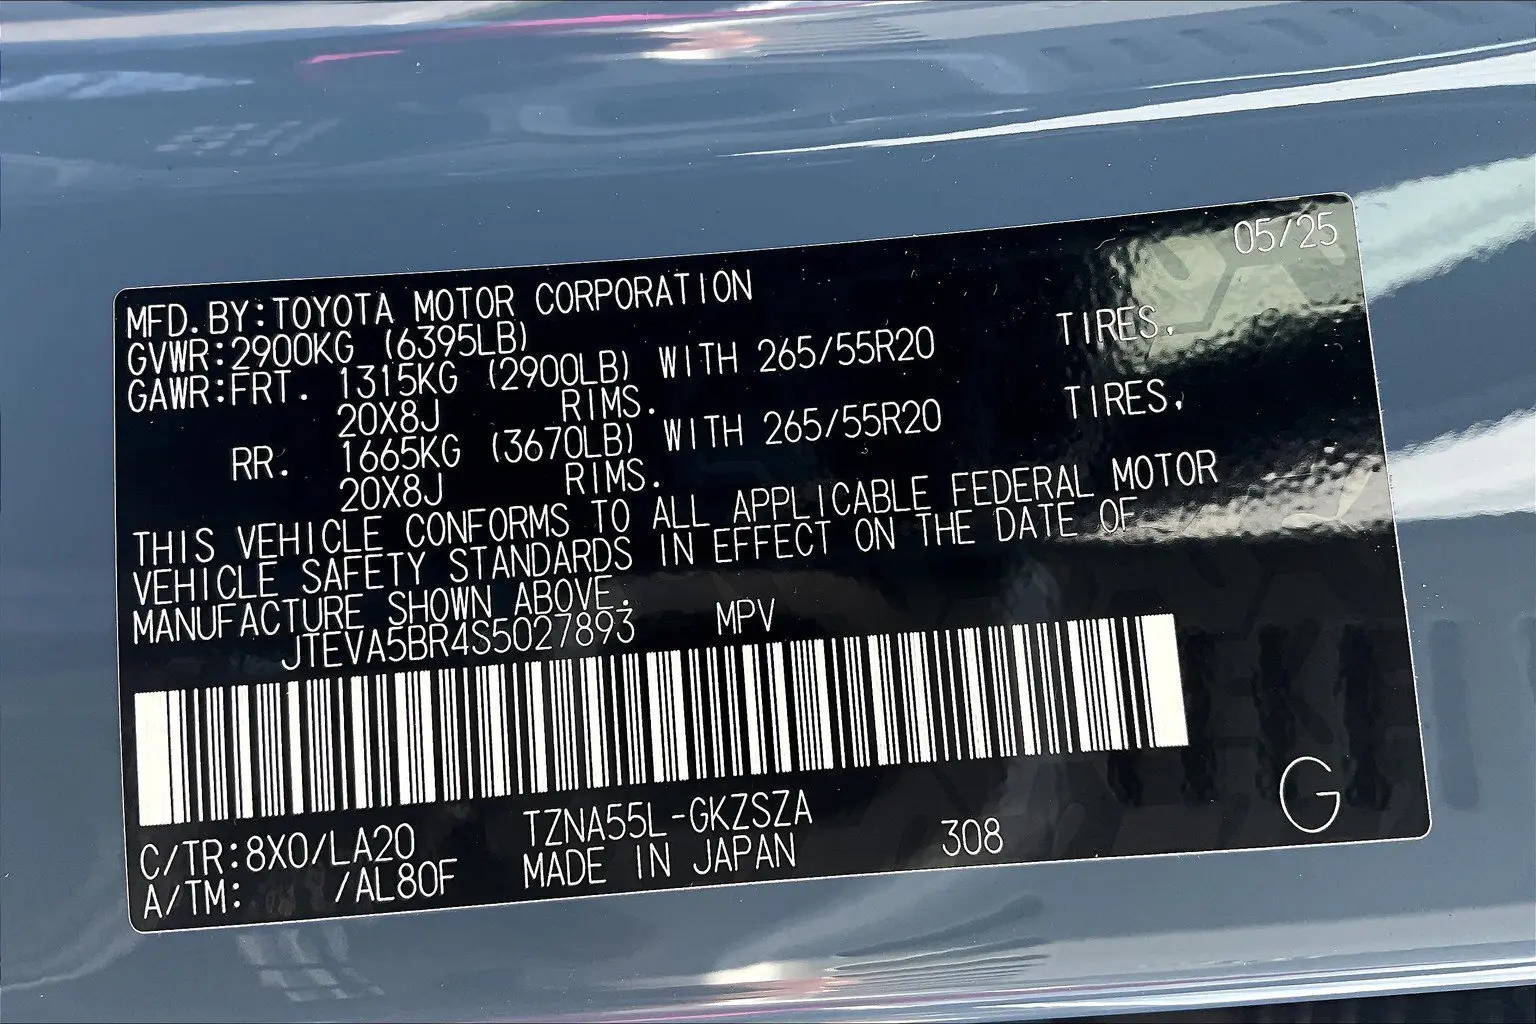 05/25
MFD.BY:TOYOTA MOTOR CORPORATION
GVWR:2900KG (6395LB)
GAWR:FRT. 1315KG (2900LB) WITH 265/55R20 TIRES,
20X8J RIMS.
RR. 1665KG (3670LB) WITH 265/55R20 TIRES,
20X8J RIMS.
THIS VEHICLE CONFORMS TO ALL APPLICABLE FEDERAL MOTOR
VEHICLE SAFETY STANDARDS IN EFFECT ON THE DATE OF
MANUFACTURE SHOWN ABOVE.
JTEVA5BR4S5027893 MPV
C/TR:8X0/LA20 TZNA55L-GKZSZA
A/TM: /AL80F MADE IN JAPAN 308 G